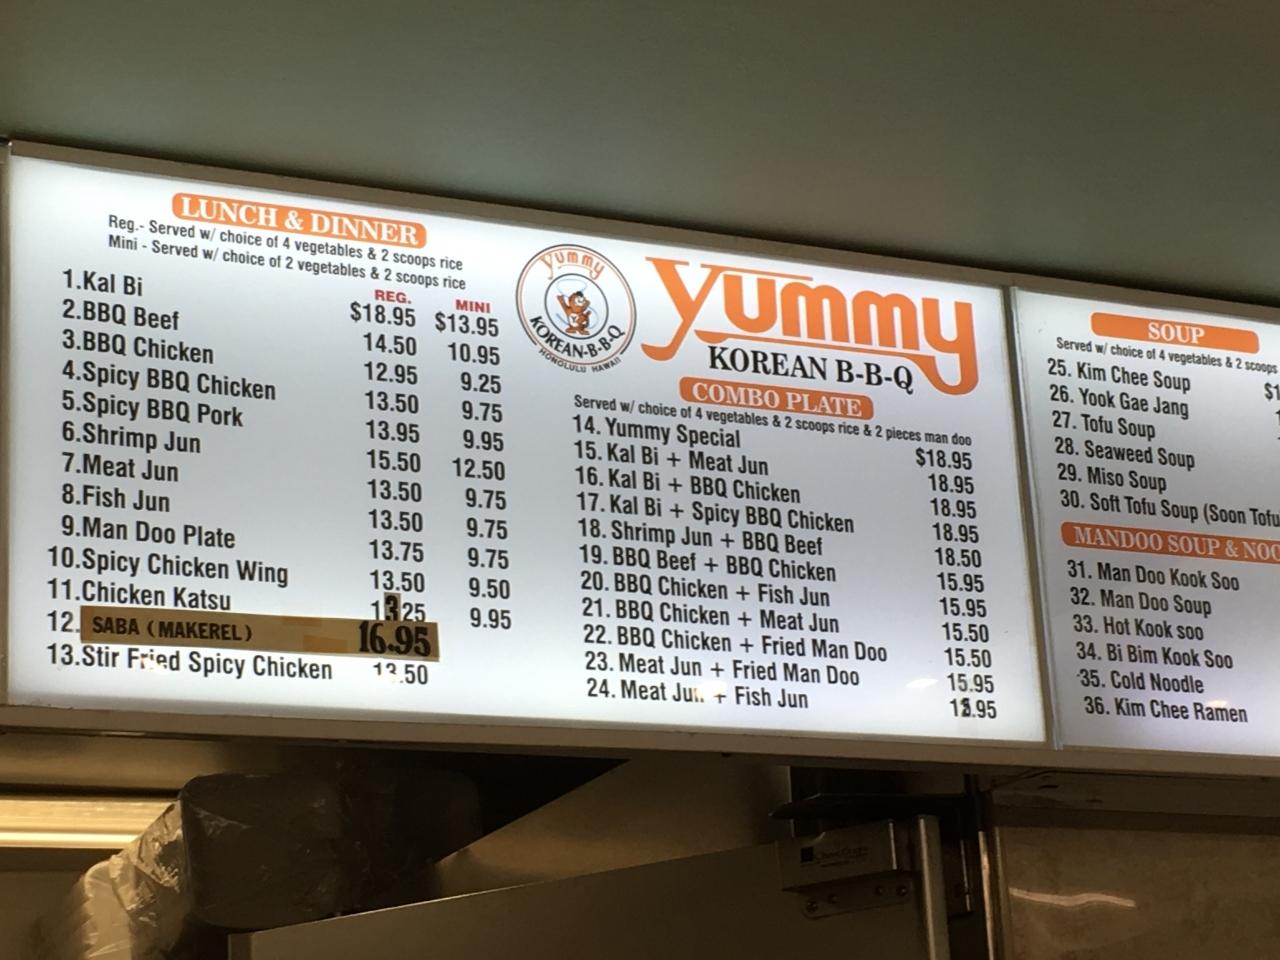 LUNCH & DINNER
Reg.- Served w/ choice of 4 vegetables & 2 scoops rice
Mini - Served w/ choice of 2 vegetables & 2 scoops rice
REG. MINI
1.Kal Bi $18.95 $13.95
2.BBQ Beef 14.50 10.95
3.BBQ Chicken 12.95 9.25
4.Spicy BBQ Chicken 13.50 9.75
5.Spicy BBQ Pork 13.95 9.95
6.Shrimp Jun 15.50 12.50
7.Meat Jun 13.50 9.75
8.Fish Jun 13.50 9.75
9.Man Doo Plate 13.75 9.75
10.Spicy Chicken Wing 13.50 9.50
11.Chicken Katsu 13.25 9.95
12. SABA (MAKEREL) 16.95
13.Stir Fried Spicy Chicken 13.50
yummy
KOREAN-B-B-Q
HONOLULU HAWAII
yummy
KOREAN B-B-Q
COMBO PLATE
Served w/ choice of 4 vegetables & 2 scoops rice & 2 pieces man doo
14. Yummy Special $18.95
15. Kal Bi + Meat Jun 18.95
16. Kal Bi + BBQ Chicken 18.95
17. Kal Bi + Spicy BBQ Chicken 18.95
18. Shrimp Jun + BBQ Beef 18.50
19. BBQ Beef + BBQ Chicken 15.95
20. BBQ Chicken + Fish Jun 15.95
21. BBQ Chicken + Meat Jun 15.50
22. BBQ Chicken + Fried Man Doo 15.50
23. Meat Jun + Fried Man Doo 15.95
24. Meat Jun + Fish Jun
SOUP
Served w/ choice of 4 vegetables & 2 scoops
25. Kim Chee Soup $1
26. Yook Gae Jang
27. Tofu Soup
28. Seaweed Soup
29. Miso Soup
30. Soft Tofu Soup (Soon Tofu
MANDOO SOUP & NOO
31. Man Doo Kook Soo
32. Man Doo Soup
33. Hot Kook soo
34. Bi Bim Kook Soo
35. Cold Noodle
36. Kim Chee Ramen